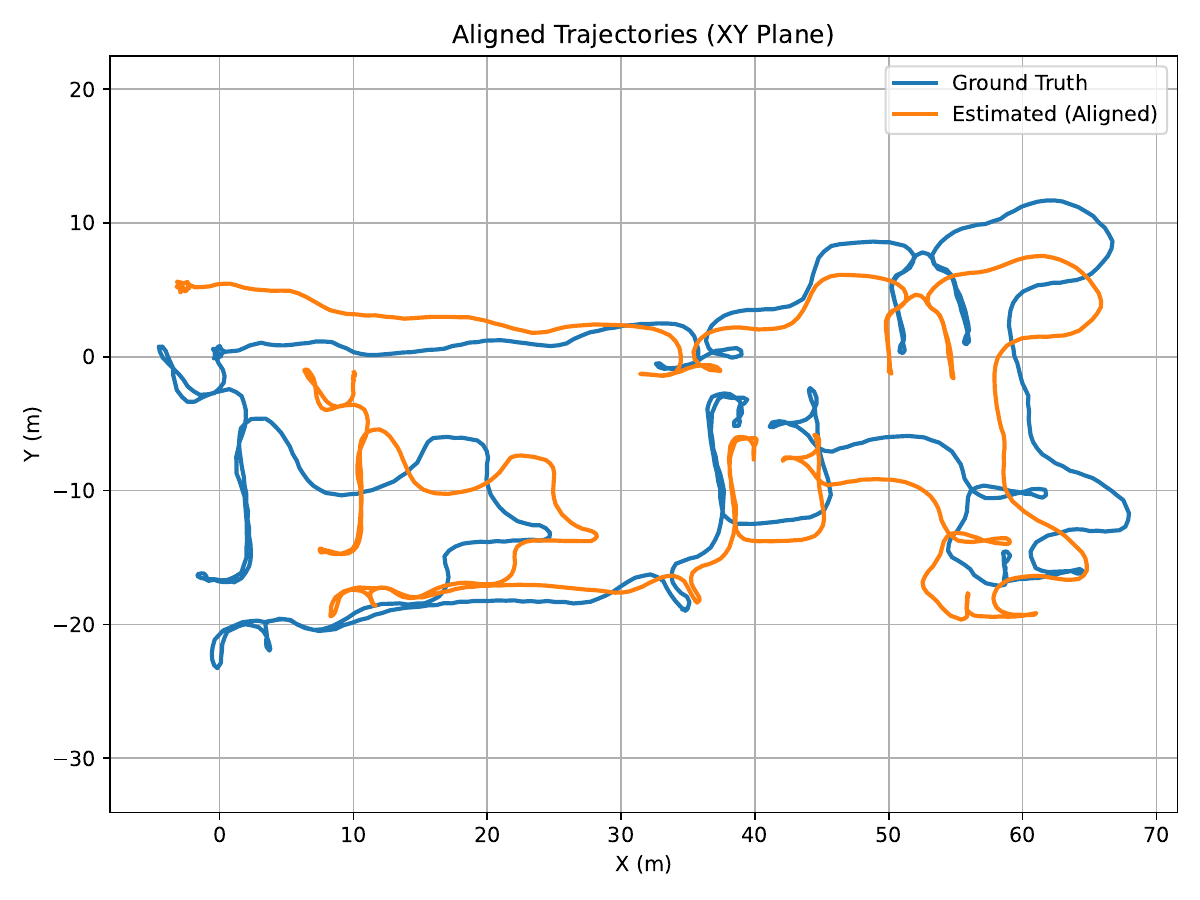 Aligned Trajectories (XY Plane)
Ground Truth
Estimated (Aligned)
20
10
0
−10
−20
−30
Y (m)
0 10 20 30 40 50 60 70
X (m)